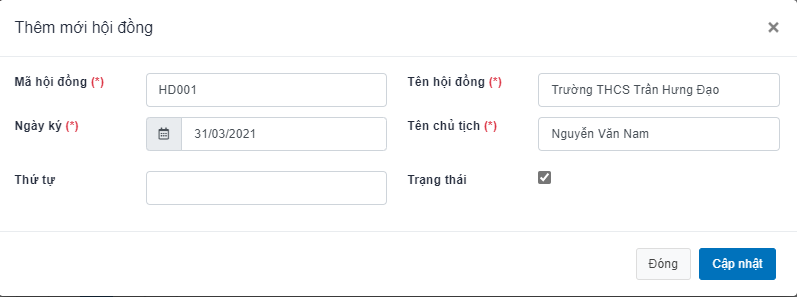 Thêm mới hội đồng ×
Mã hội đồng (*) HD001 Tên hội đồng (*) Trường THCS Trần Hưng Đạo
Ngày ký (*) 31/03/2021 Tên chủ tịch (*) Nguyễn Văn Nam
Thứ tự Trạng thái
Đóng Cập nhật